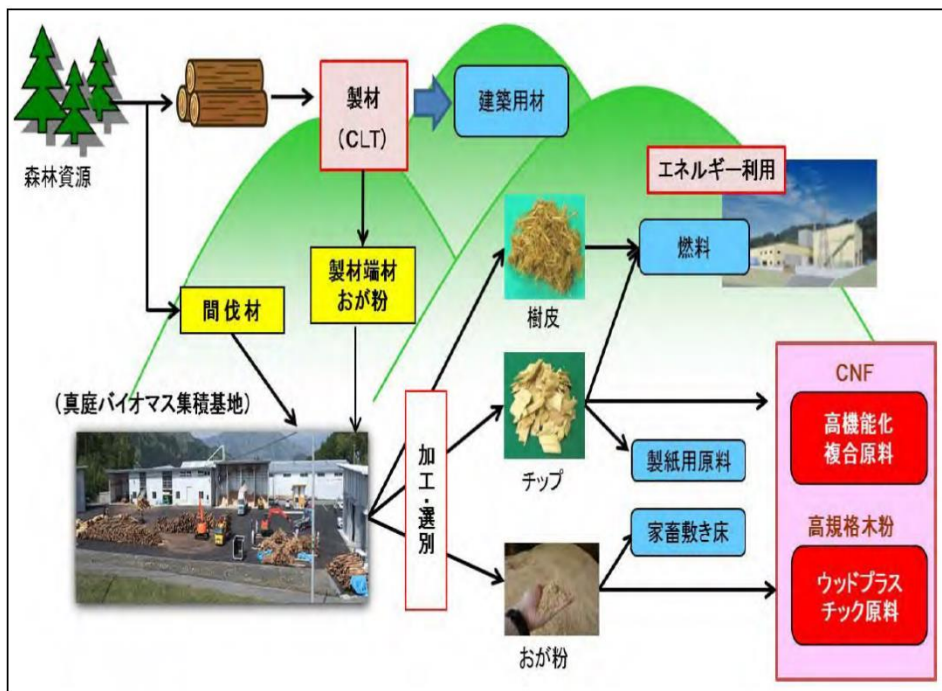 森林資源
製材
(CLT)
建築用材
エネルギー利用
燃料
製材端材
おが粉
間伐材
樹皮
(真庭バイオマス集積基地)
加工・選別
チップ
製紙用原料
家畜敷き床
おが粉
CNF
高機能化
複合原料
高規格木粉
ウッドプラス
チック原料